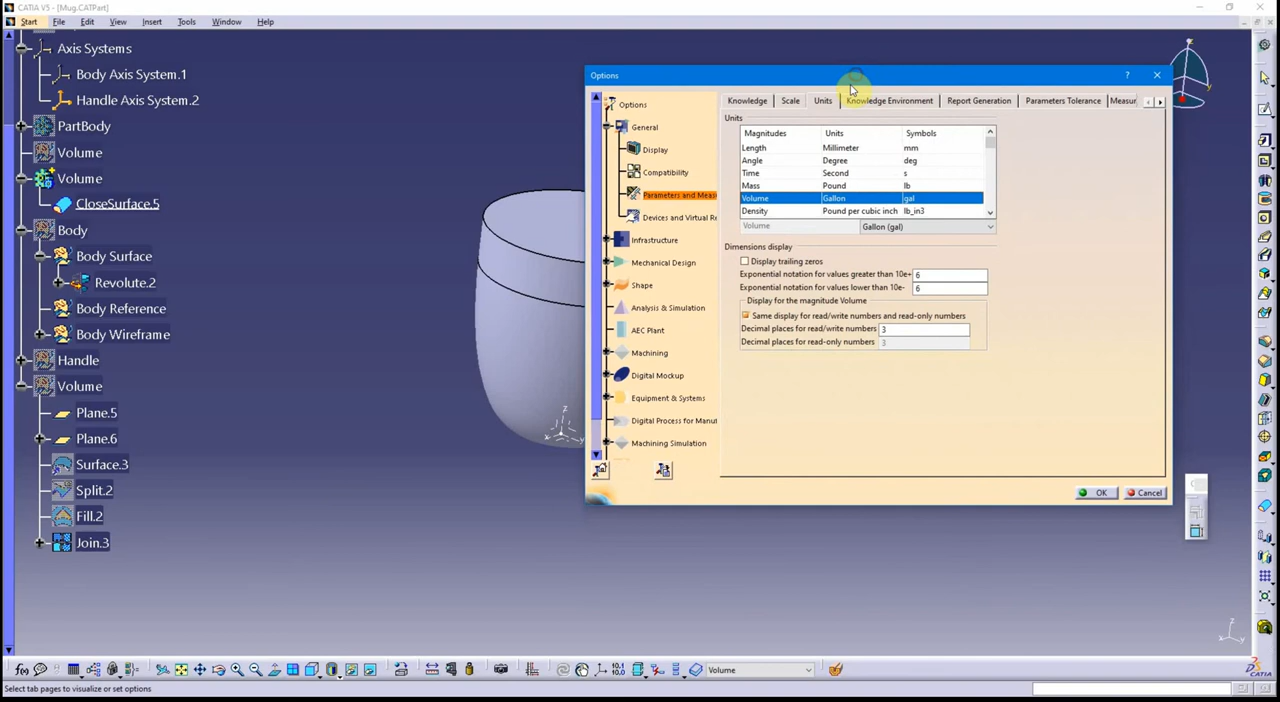 CATIA V5 - [Mug.CATPart]
Start File Edit View Insert Tools Window Help
Axis Systems
Body Axis System.1
Handle Axis System.2
PartBody
Volume
Volume
CloseSurface.5
Body
Body Surface
Revolute.2
Body Reference
Body Wireframe
Handle
Volume
Plane.5
Plane.6
Surface.3
Split.2
Fill.2
Join.3
Options
?
Options
General
Display
Compatibility
Parameters and Meas
Devices and Virtual Re
Infrastructure
Mechanical Design
Shape
Analysis & Simulation
AEC Plant
Machining
Digital Mockup
Equipment & Systems
Digital Process for Manuf
Machining Simulation
Knowledge Scale Units Knowledge Environment Report Generation Parameters Tolerance Measur
Units
Magnitudes Units Symbols
Length Millimeter mm
Angle Degree deg
Time Second s
Mass Pound lb
Volume Gallon gal
Density Pound per cubic inch lb_in3
Volume Gallon (gal)
Dimensions display
Display trailing zeros
Exponential notation for values greater than 10e+ 6
Exponential notation for values lower than 10e- 6
Display for the magnitude Volume
Same display for read/write numbers and read-only numbers
Decimal places for read/write numbers 3
Decimal places for read-only numbers 3
OK Cancel
z
x
z
f(x) Volume
Select tab pages to visualize or set options
CATIA